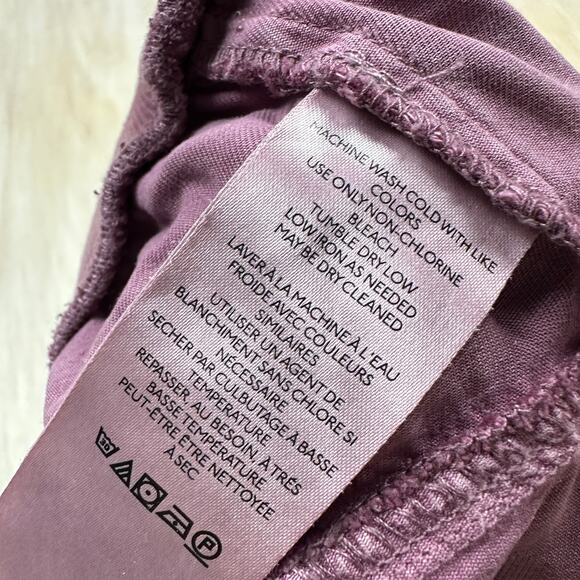 MACHINE WASH COLD WITH LIKE
COLORS
USE ONLY NON-CHLORINE
BLEACH
TUMBLE DRY LOW
LOW IRON AS NEEDED
MAY BE DRY CLEANED
LAVER À LA MACHINE À L'EAU
FROIDE AVEC COULEURS
SIMILAIRES
UTILISER UN AGENT DE
BLANCHIMENT SANS CHLORE SI
NÉCESSAIRE
SECHER PAR CULBUTAGE À BASSE
TEMPERATURE
REPASSER AU BESOIN, À TRÈS
BASSE TEMPÉRATURE
PEUT-ÊTRE ÊTRE NETTOYÉE
À SEC
30
P